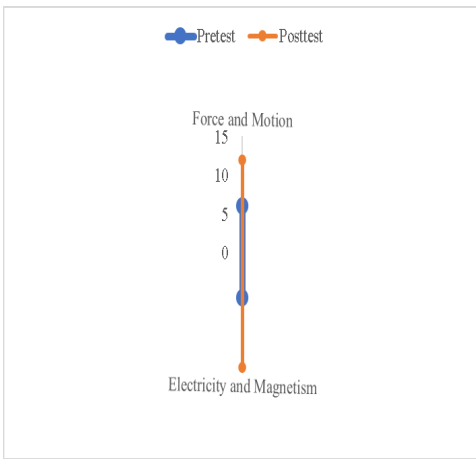 Pretest Posttest
Force and Motion
15
10
5
0
Electricity and Magnetism